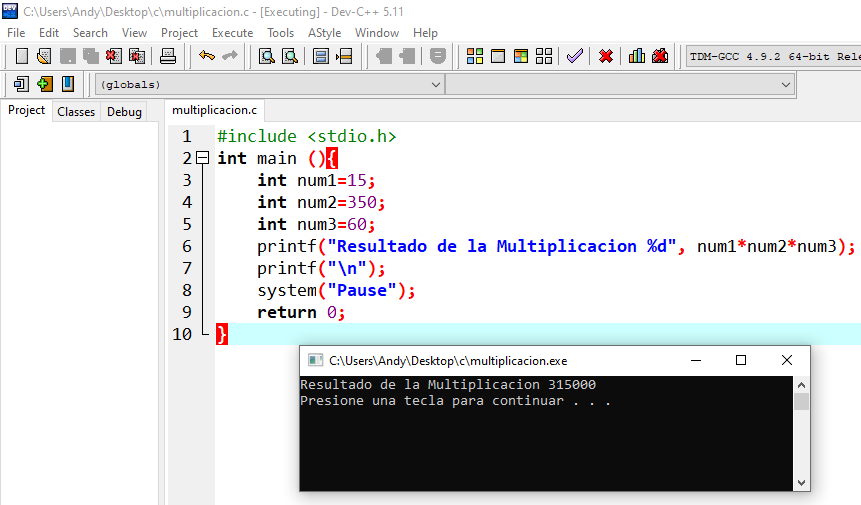 C:\Users\Andy\Desktop\c\multiplicacion.c - [Executing] - Dev-C++ 5.11
File Edit Search View Project Execute Tools AStyle Window Help
TDM-GCC 4.9.2 64-bit Rele
(globals)
Project Classes Debug
multiplicacion.c
1 #include <stdio.h>
2 int main (){
3 int num1=15;
4 int num2=350;
5 int num3=60;
6 printf("Resultado de la Multiplicacion %d", num1*num2*num3);
7 printf("\n");
8 system("Pause");
9 return 0;
10 }
C:\Users\Andy\Desktop\c\multiplicacion.exe
Resultado de la Multiplicacion 315000
Presione una tecla para continuar . . .